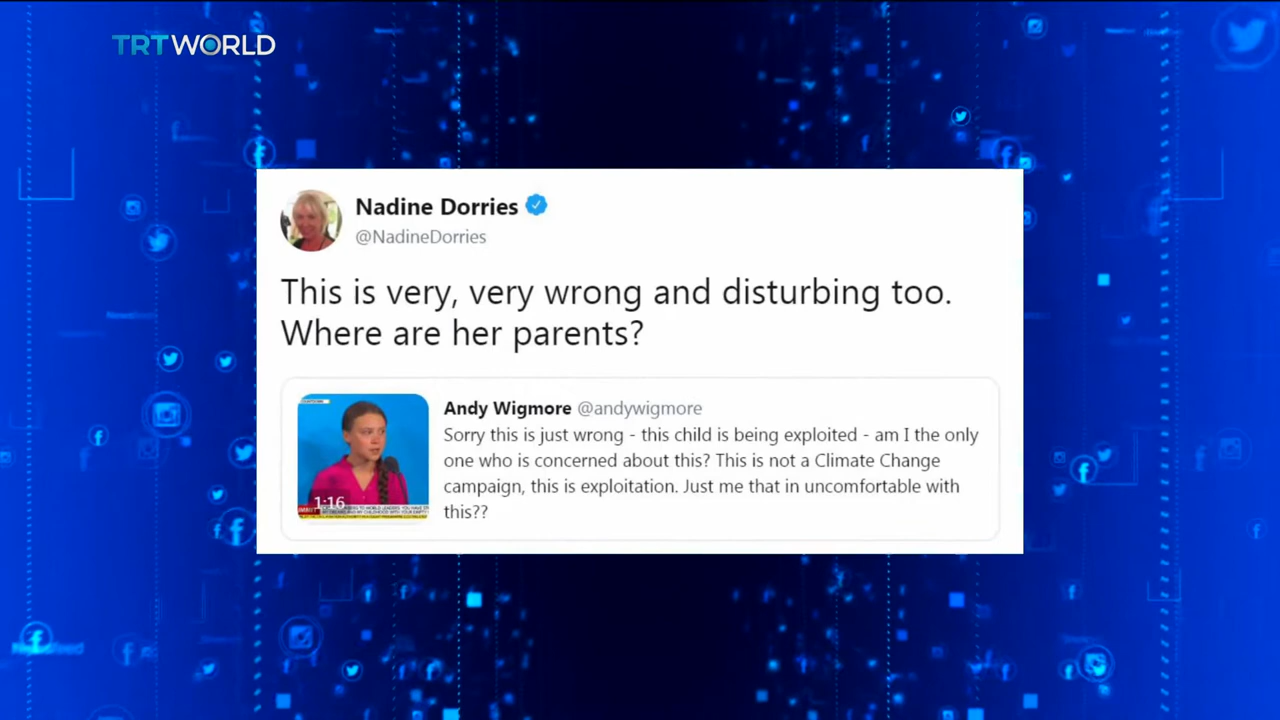 TRT WORLD
Nadine Dorries
@NadineDorries
This is very, very wrong and disturbing too.
Where are her parents?
Andy Wigmore @andywigmore
Sorry this is just wrong - this child is being exploited - am I the only
one who is concerned about this? This is not a Climate Change
campaign, this is exploitation. Just me that in uncomfortable with
this??
1:16